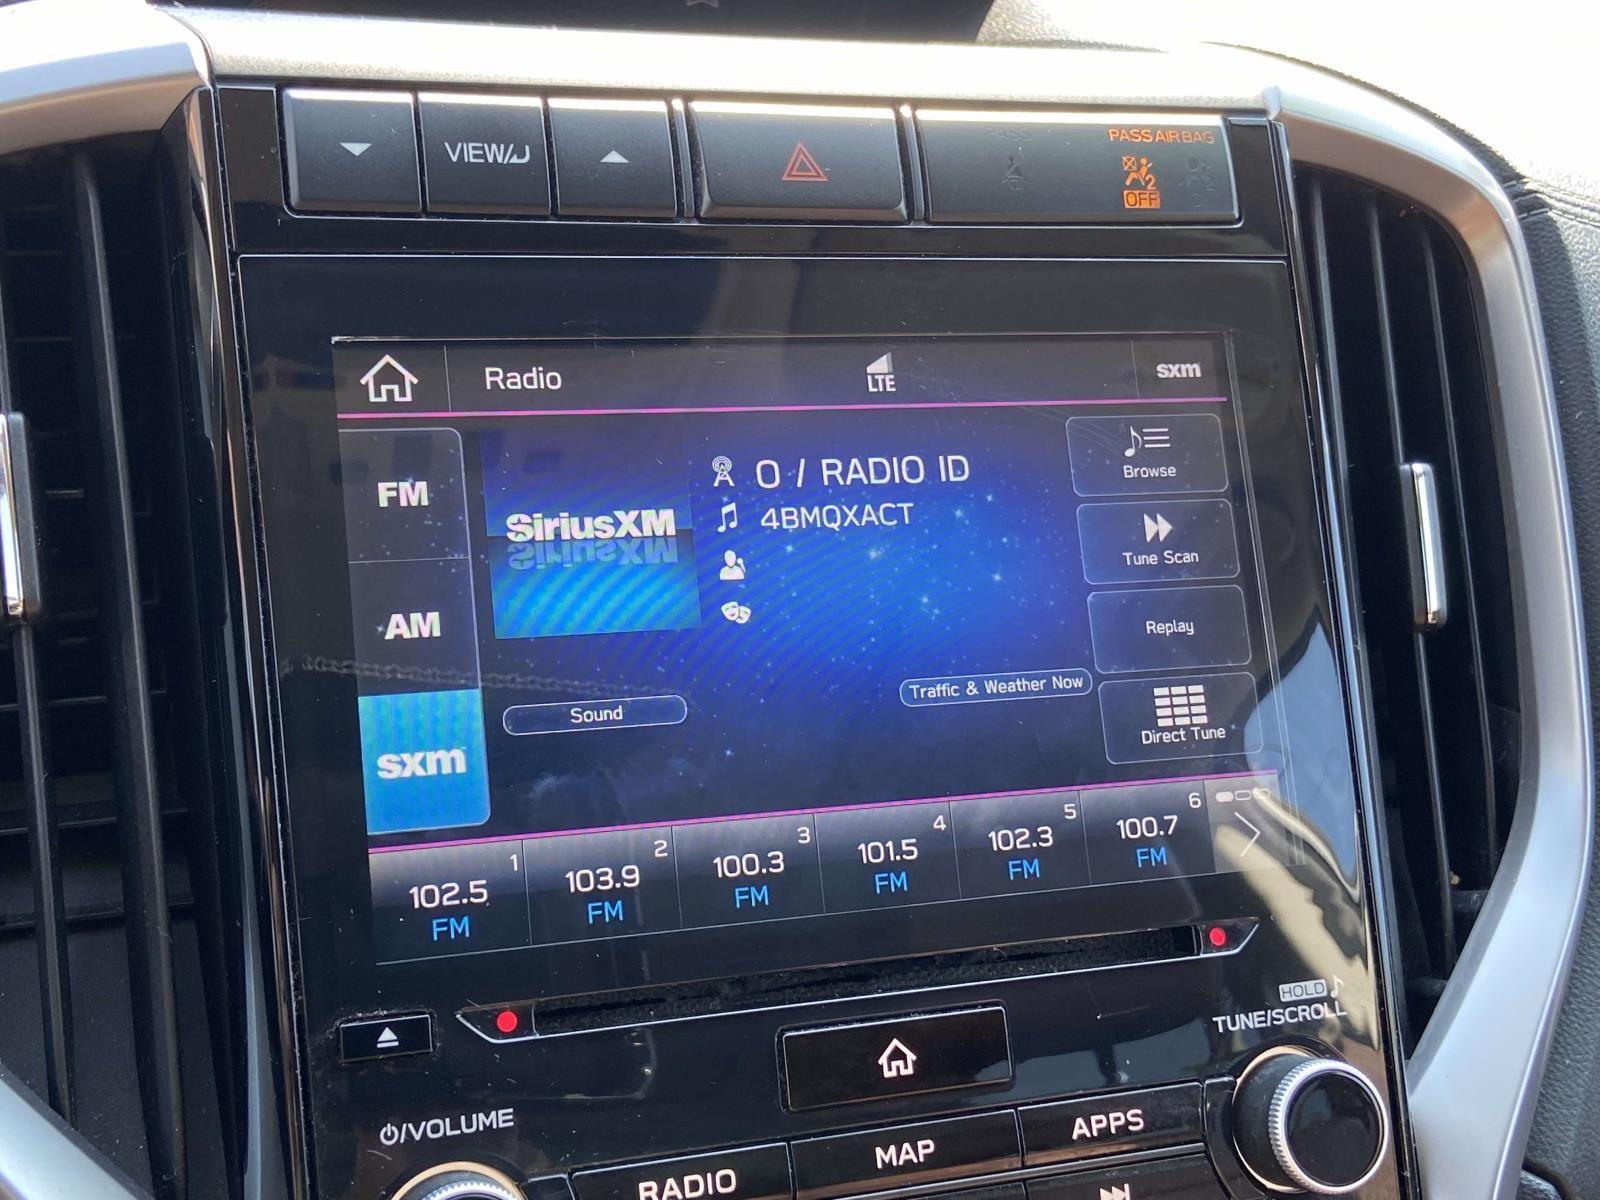 VIEW/
PASS
PASS AIR BAG
2
OFF
Radio
LTE
sxm
FM
AM
sxm
SiriusXM
0 / RADIO ID
4BMQXACT
Sound
Traffic & Weather Now
Browse
Tune Scan
Replay
Direct Tune
1
102.5
FM
2
103.9
FM
3
100.3
FM
4
101.5
FM
5
102.3
FM
6
100.7
FM
HOLD
TUNE/SCROLL
/VOLUME
RADIO
MAP
APPS